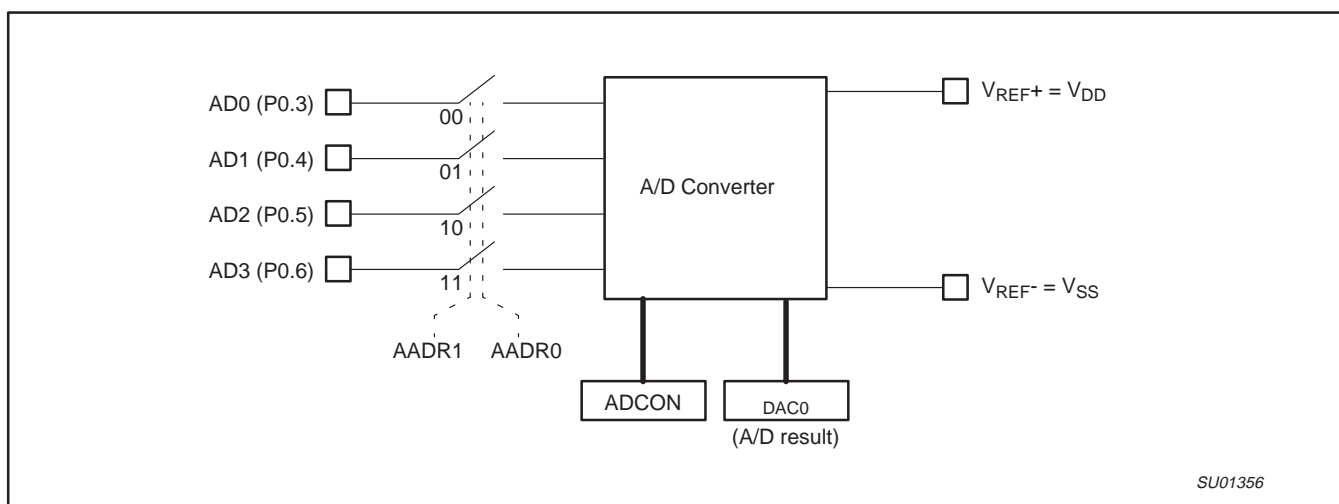 AD0 (P0.3)
00
AD1 (P0.4)
01
AD2 (P0.5)
10
AD3 (P0.6)
11
AADR1 AADR0
A/D Converter
VREF+ = VDD
VREF- = VSS
ADCON
DAC0
(A/D result)
SU01356